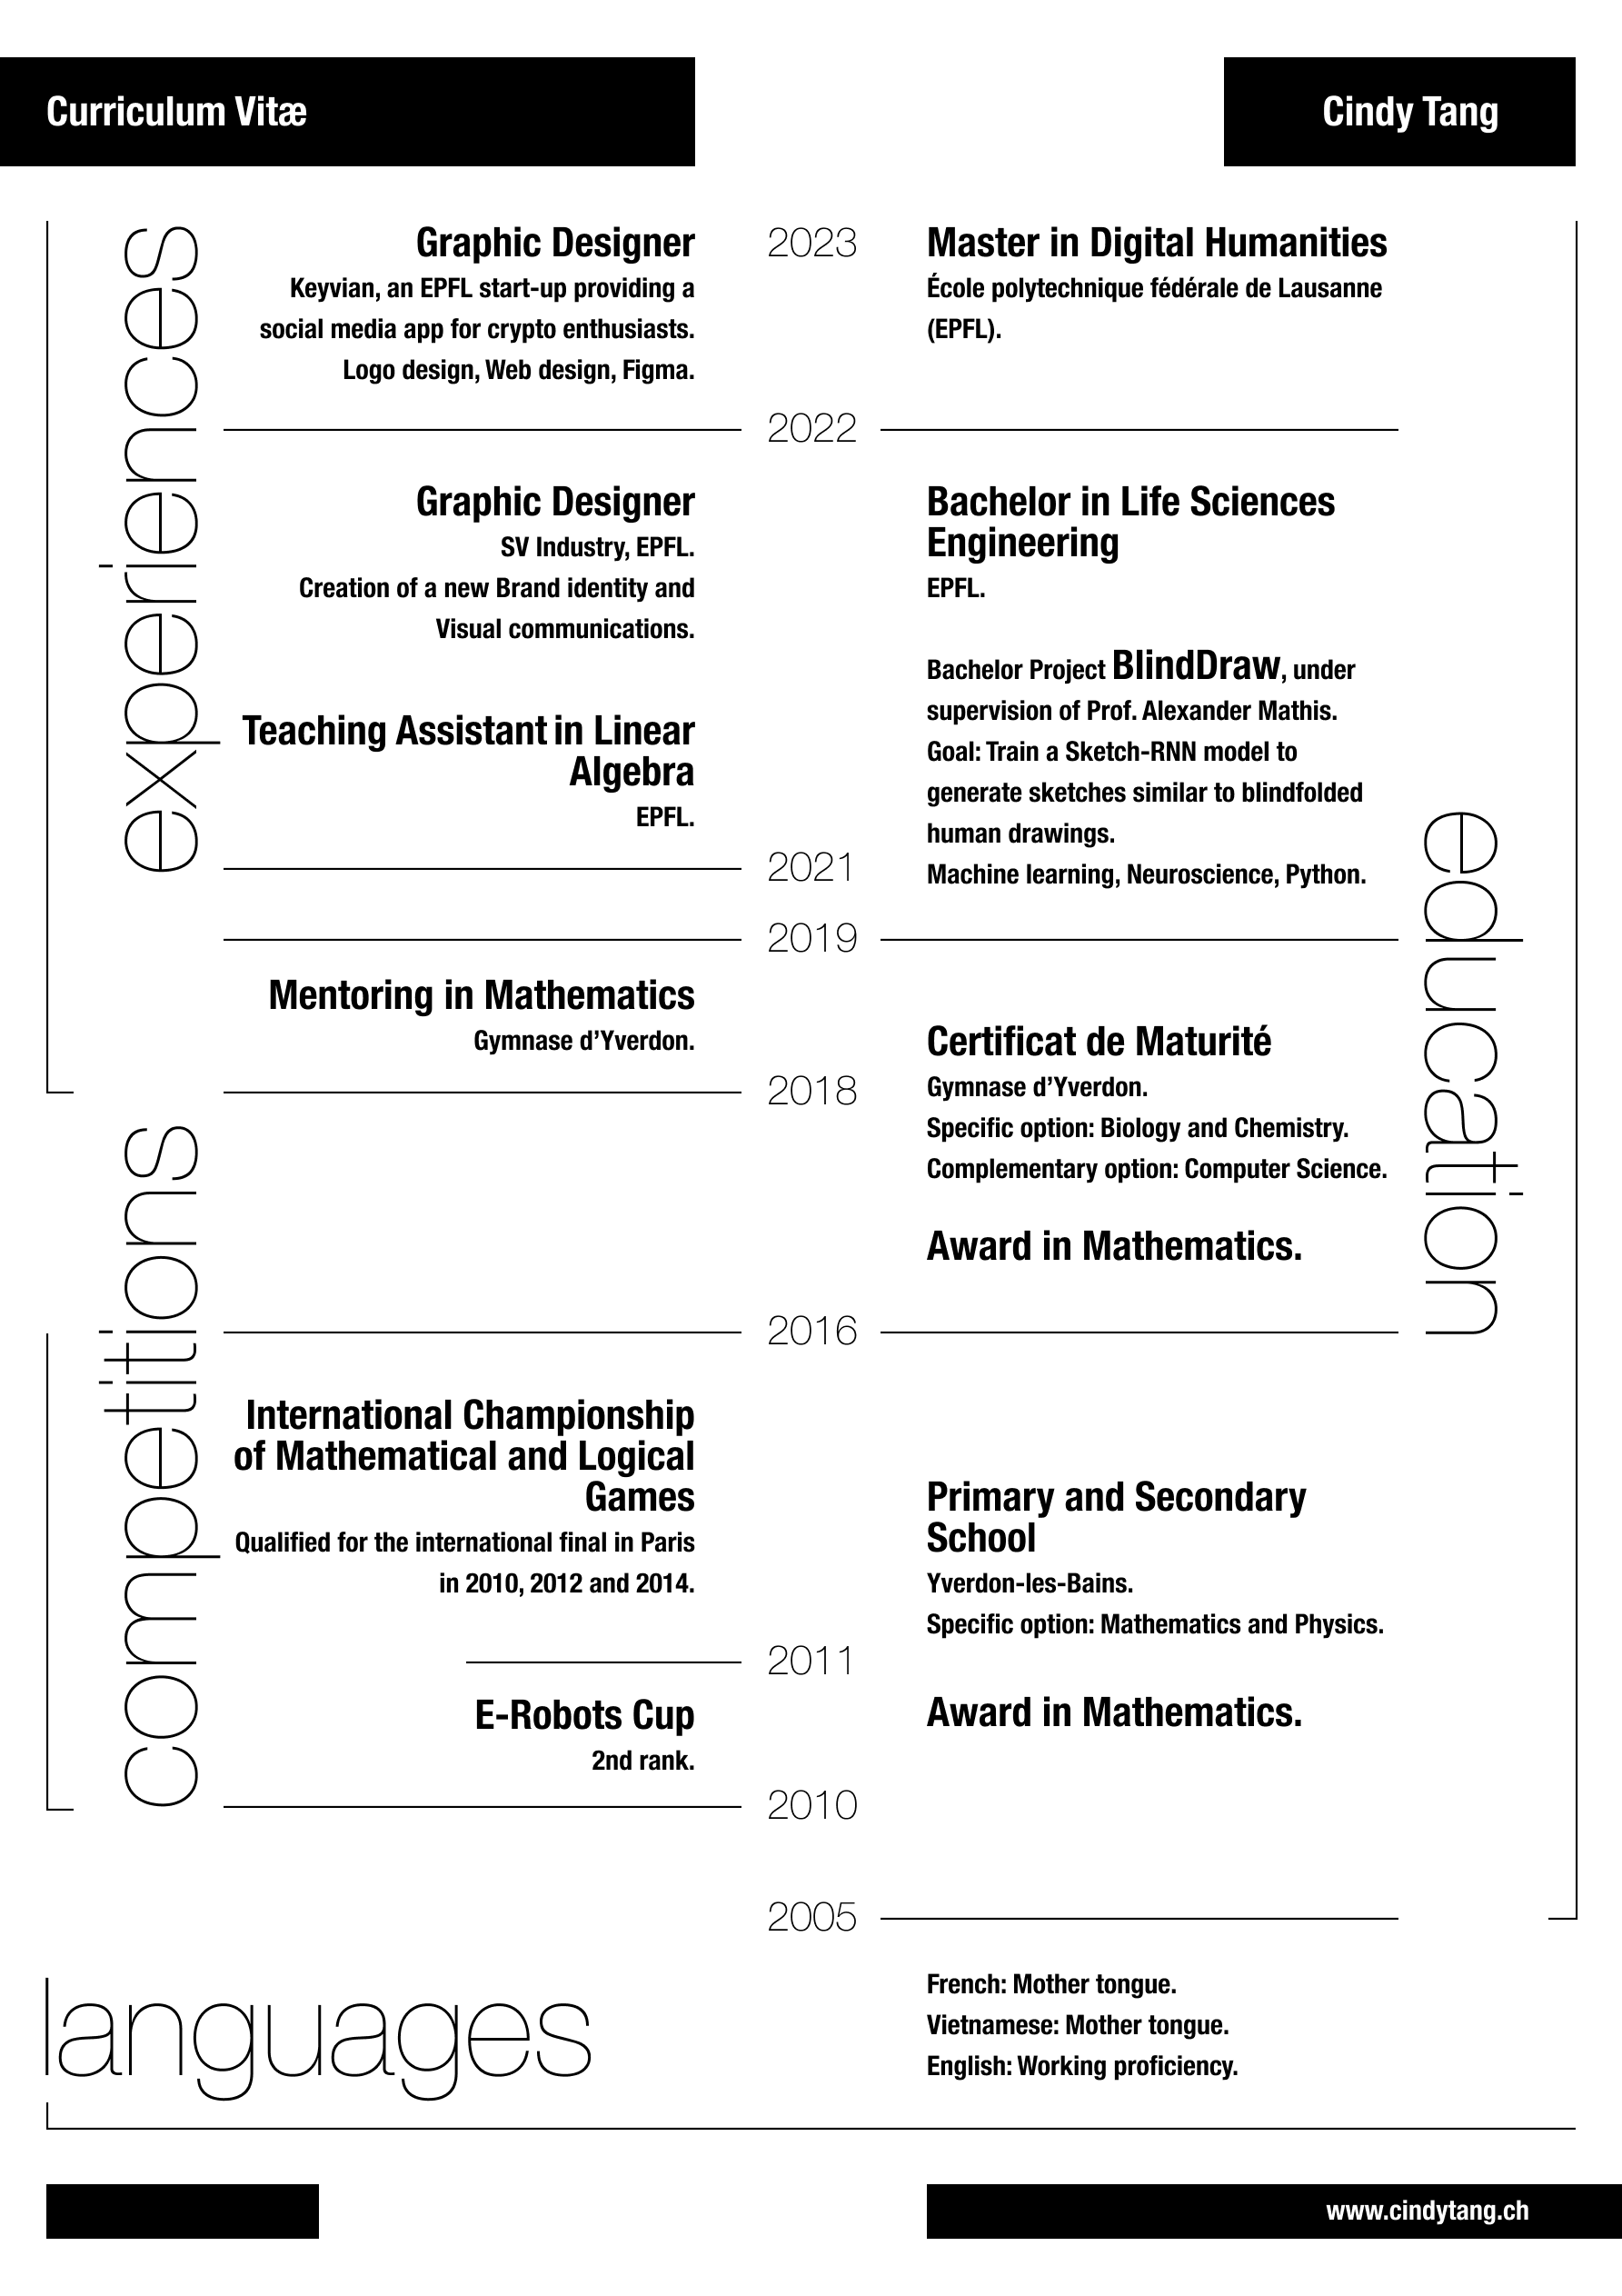 Curriculum Vitæ
Cindy Tang
experiences
Graphic Designer
Keyvian, an EPFL start-up providing a
social media app for crypto enthusiasts.
Logo design, Web design, Figma.
2023
Master in Digital Humanities
École polytechnique fédérale de Lausanne
(EPFL).
2022
Graphic Designer
SV Industry, EPFL.
Creation of a new Brand identity and
Visual communications.
Teaching Assistant in Linear
Algebra
EPFL.
2021
Bachelor in Life Sciences
Engineering
EPFL.
Bachelor Project BlindDraw, under
supervision of Prof. Alexander Mathis.
Goal: Train a Sketch-RNN model to
generate sketches similar to blindfolded
human drawings.
Machine learning, Neuroscience, Python.
education
2019
Mentoring in Mathematics
Gymnase d’Yverdon.
2018
Certificat de Maturité
Gymnase d’Yverdon.
Specific option: Biology and Chemistry.
Complementary option: Computer Science.
Award in Mathematics.
2016
competitions
International Championship
of Mathematical and Logical
Games
Qualified for the international final in Paris
in 2010, 2012 and 2014.
2011
E-Robots Cup
2nd rank.
2010
Primary and Secondary
School
Yverdon-les-Bains.
Specific option: Mathematics and Physics.
Award in Mathematics.
2005
languages
French: Mother tongue.
Vietnamese: Mother tongue.
English: Working proficiency.
www.cindytang.ch